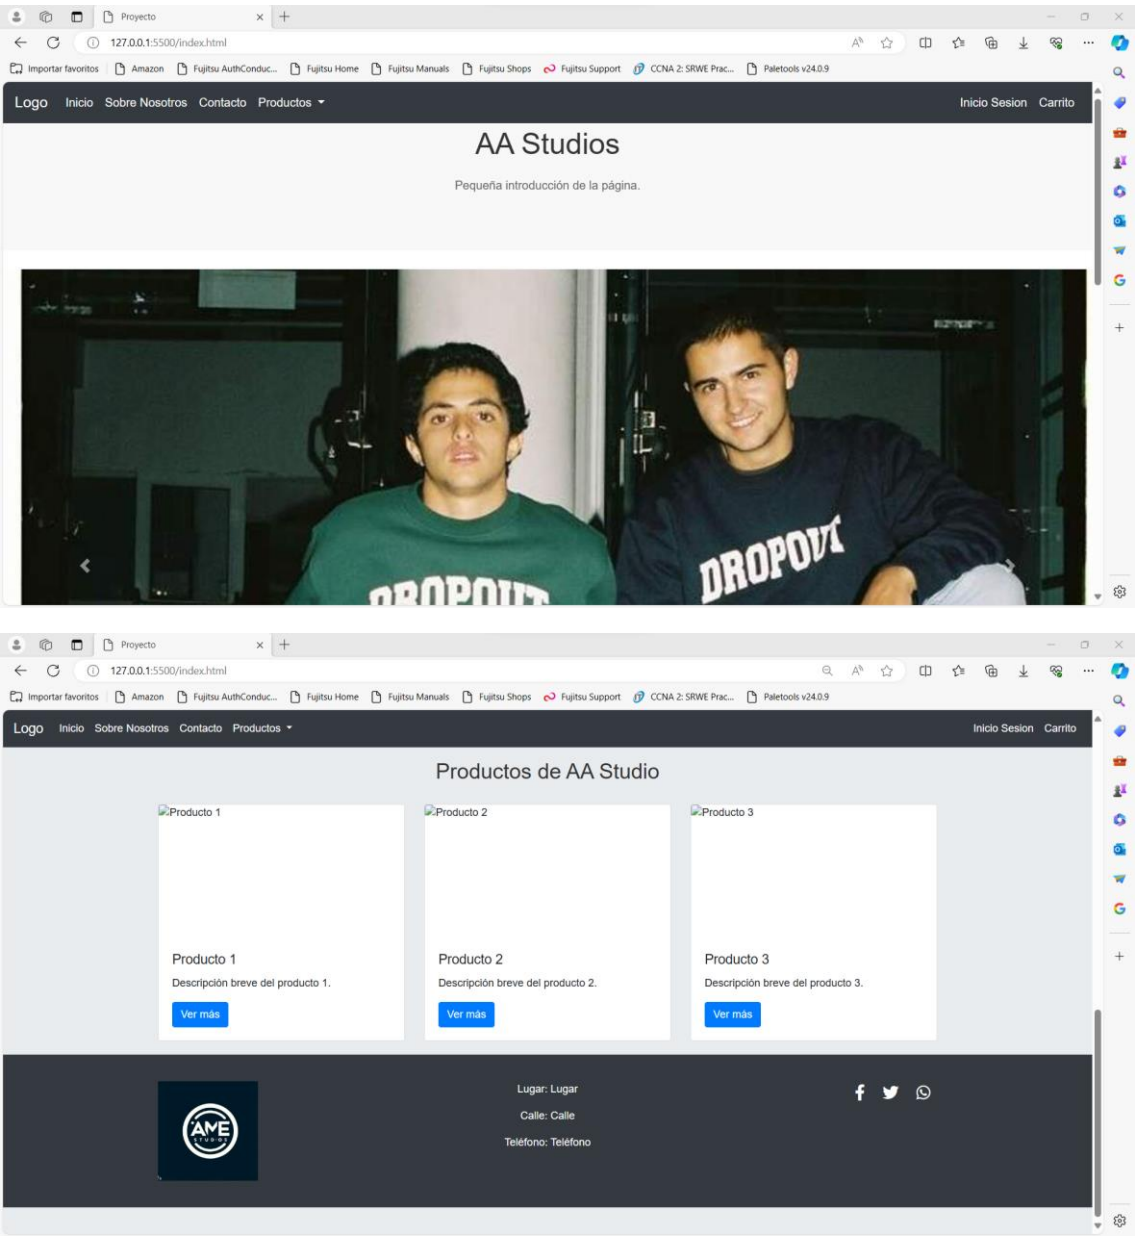 Proyecto
127.0.0.1:5500/index.html
Importar favoritos Amazon Fujitsu AuthConduc... Fujitsu Home Fujitsu Manuals Fujitsu Shops Fujitsu Support CCNA 2: SRWE Prac... Paletools v24.0.9
Logo Inicio Sobre Nosotros Contacto Productos Inicio Sesion Carrito
AA Studios
Pequeña introducción de la página.
DROPOUT
DROPOUT
Proyecto
127.0.0.1:5500/index.html
Importar favoritos Amazon Fujitsu AuthConduc... Fujitsu Home Fujitsu Manuals Fujitsu Shops Fujitsu Support CCNA 2: SRWE Prac... Paletools v24.0.9
Logo Inicio Sobre Nosotros Contacto Productos Inicio Sesion Carrito
Productos de AA Studio
Producto 1 Producto 2 Producto 3
Producto 1 Producto 2 Producto 3
Descripción breve del producto 1. Descripción breve del producto 2. Descripción breve del producto 3.
Ver más Ver más Ver más
Lugar: Lugar
Calle: Calle
Teléfono: Teléfono
AME
STUDIOS